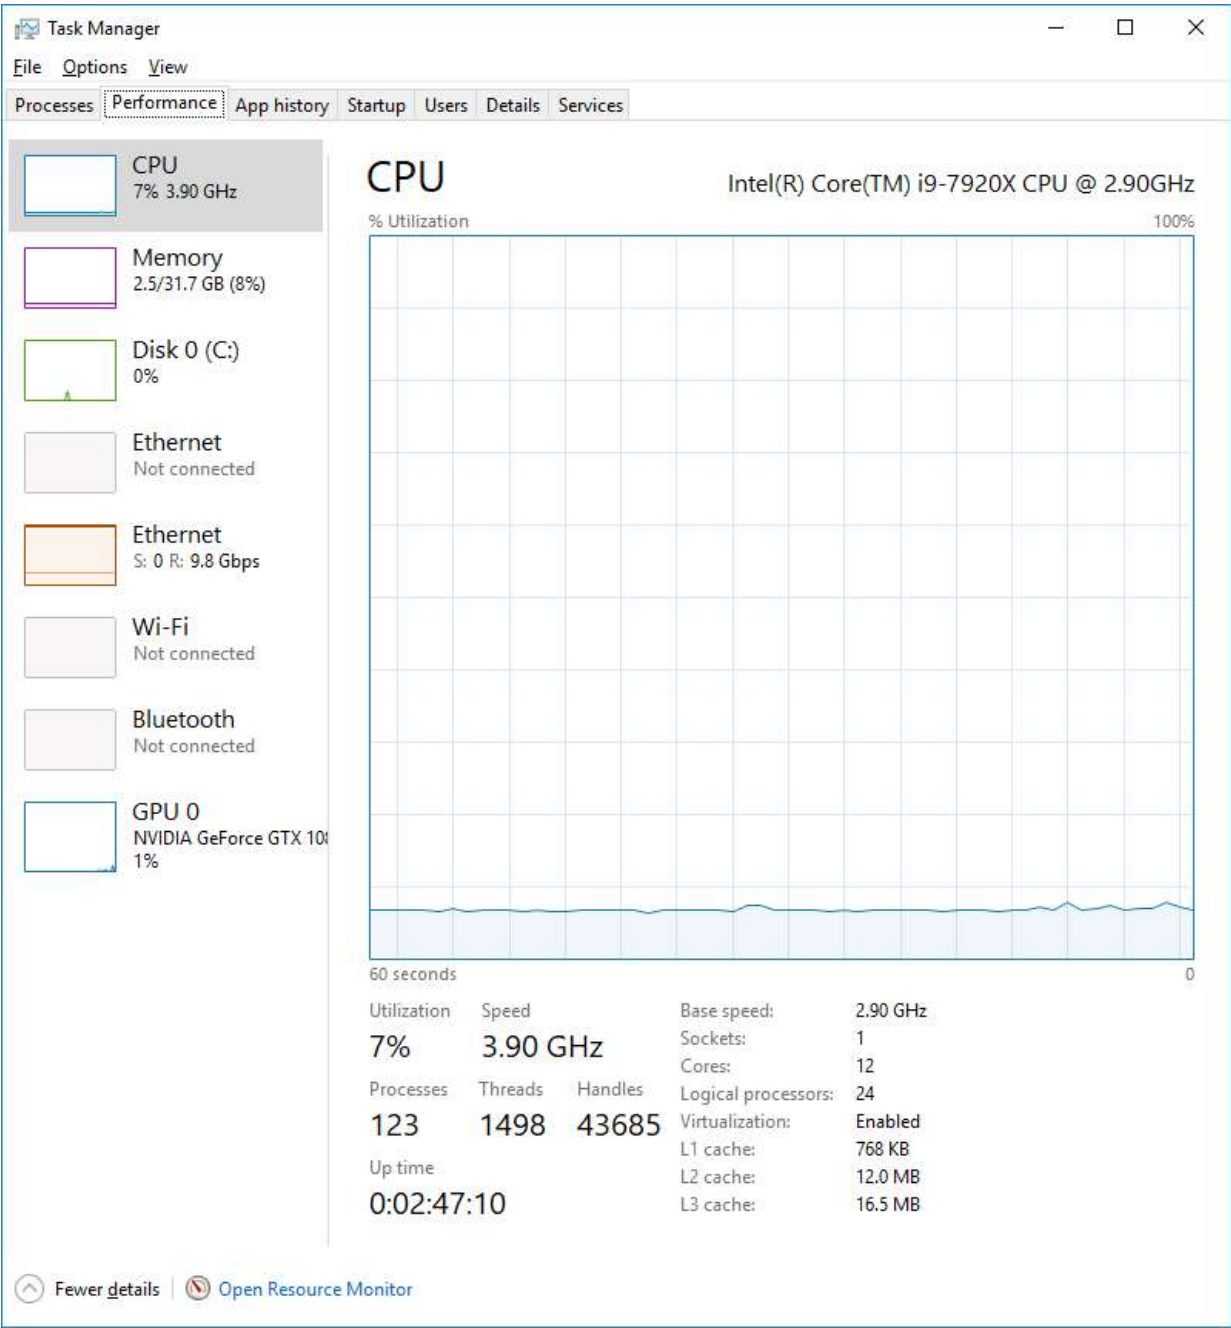 Task Manager
File Options View
Processes Performance App history Startup Users Details Services
CPU
7% 3.90 GHz
Memory
2.5/31.7 GB (8%)
Disk 0 (C:)
0%
Ethernet
Not connected
Ethernet
S: 0 R: 9.8 Gbps
Wi-Fi
Not connected
Bluetooth
Not connected
GPU 0
NVIDIA GeForce GTX 108
1%
CPU
Intel(R) Core(TM) i9-7920X CPU @ 2.90GHz
% Utilization 100%
60 seconds 0
Utilization Speed
7% 3.90 GHz
Processes Threads Handles
123 1498 43685
Up time
0:02:47:10
Base speed: 2.90 GHz
Sockets: 1
Cores: 12
Logical processors: 24
Virtualization: Enabled
L1 cache: 768 KB
L2 cache: 12.0 MB
L3 cache: 16.5 MB
Fewer details Open Resource Monitor